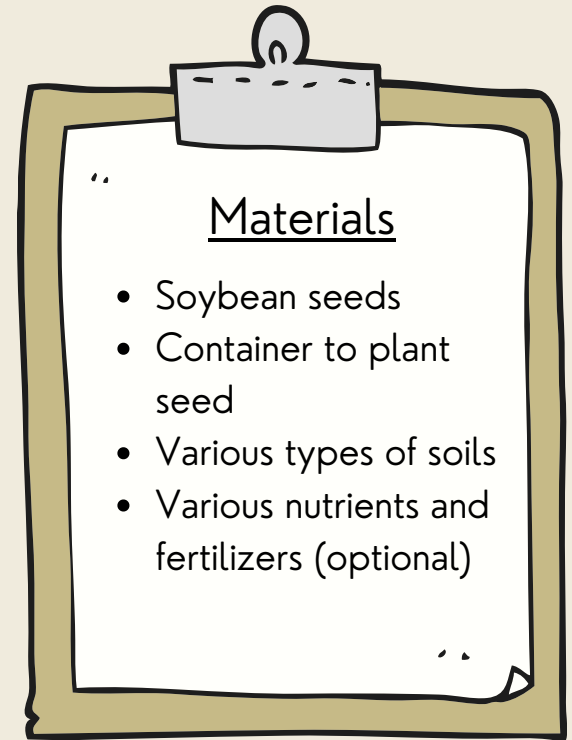 Materials
• Soybean seeds
• Container to plant
seed
• Various types of soils
• Various nutrients and
fertilizers (optional)